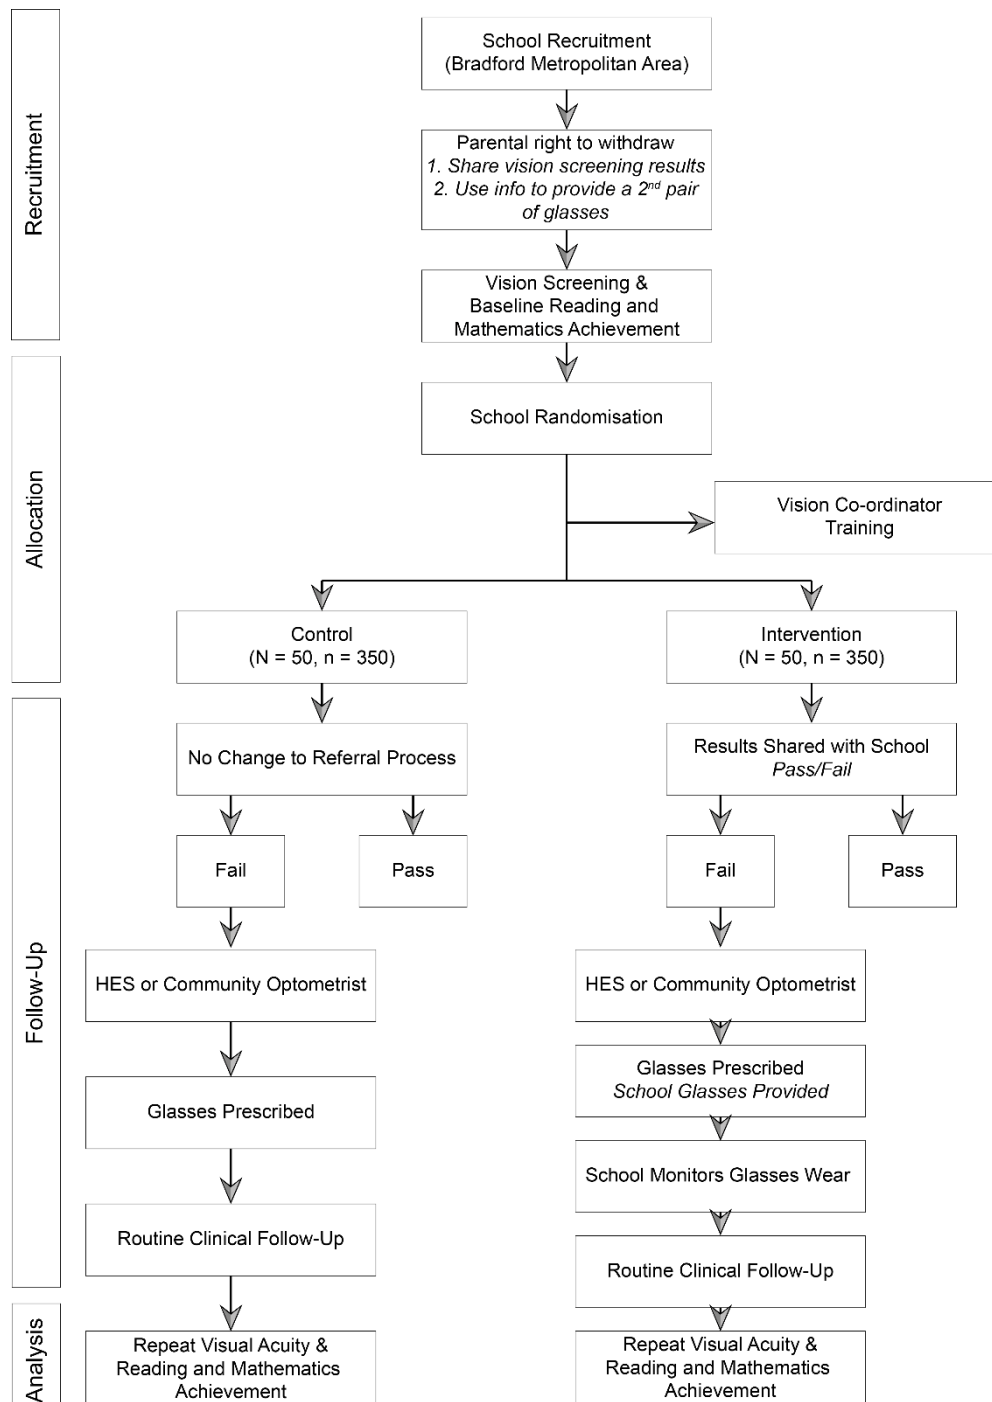 Recruitment
School Recruitment
(Bradford Metropolitan Area)
Parental right to withdraw
1. Share vision screening results
2. Use info to provide a 2nd pair
of glasses
Vision Screening &
Baseline Reading and
Mathematics Achievement
Allocation
School Randomisation
Vision Co-ordinator
Training
Control
(N = 50, n = 350)
Intervention
(N = 50, n = 350)
Follow-Up
No Change to Referral Process
Results Shared with School
Pass/Fail
Fail
Pass
Fail
Pass
HES or Community Optometrist
HES or Community Optometrist
Glasses Prescribed
Glasses Prescribed
School Glasses Provided
School Monitors Glasses Wear
Routine Clinical Follow-Up
Routine Clinical Follow-Up
Analysis
Repeat Visual Acuity &
Reading and Mathematics
Achievement
Repeat Visual Acuity &
Reading and Mathematics
Achievement